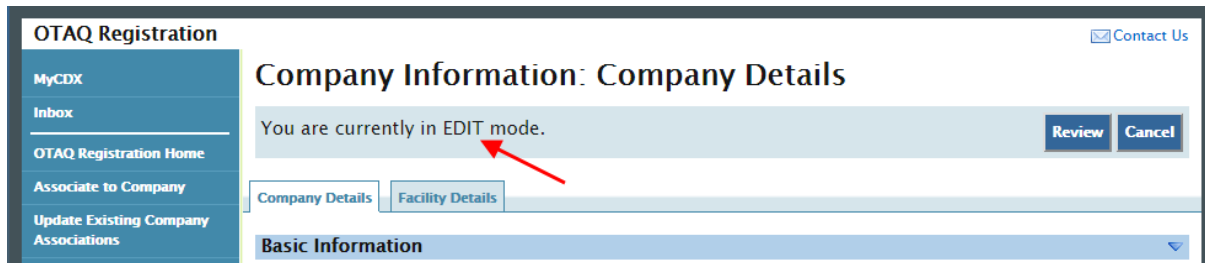 OTAQ Registration
Contact Us
MyCDX
Inbox
OTAQ Registration Home
Associate to Company
Update Existing Company
Associations
Company Information: Company Details
You are currently in EDIT mode.
Review
Cancel
Company Details
Facility Details
Basic Information